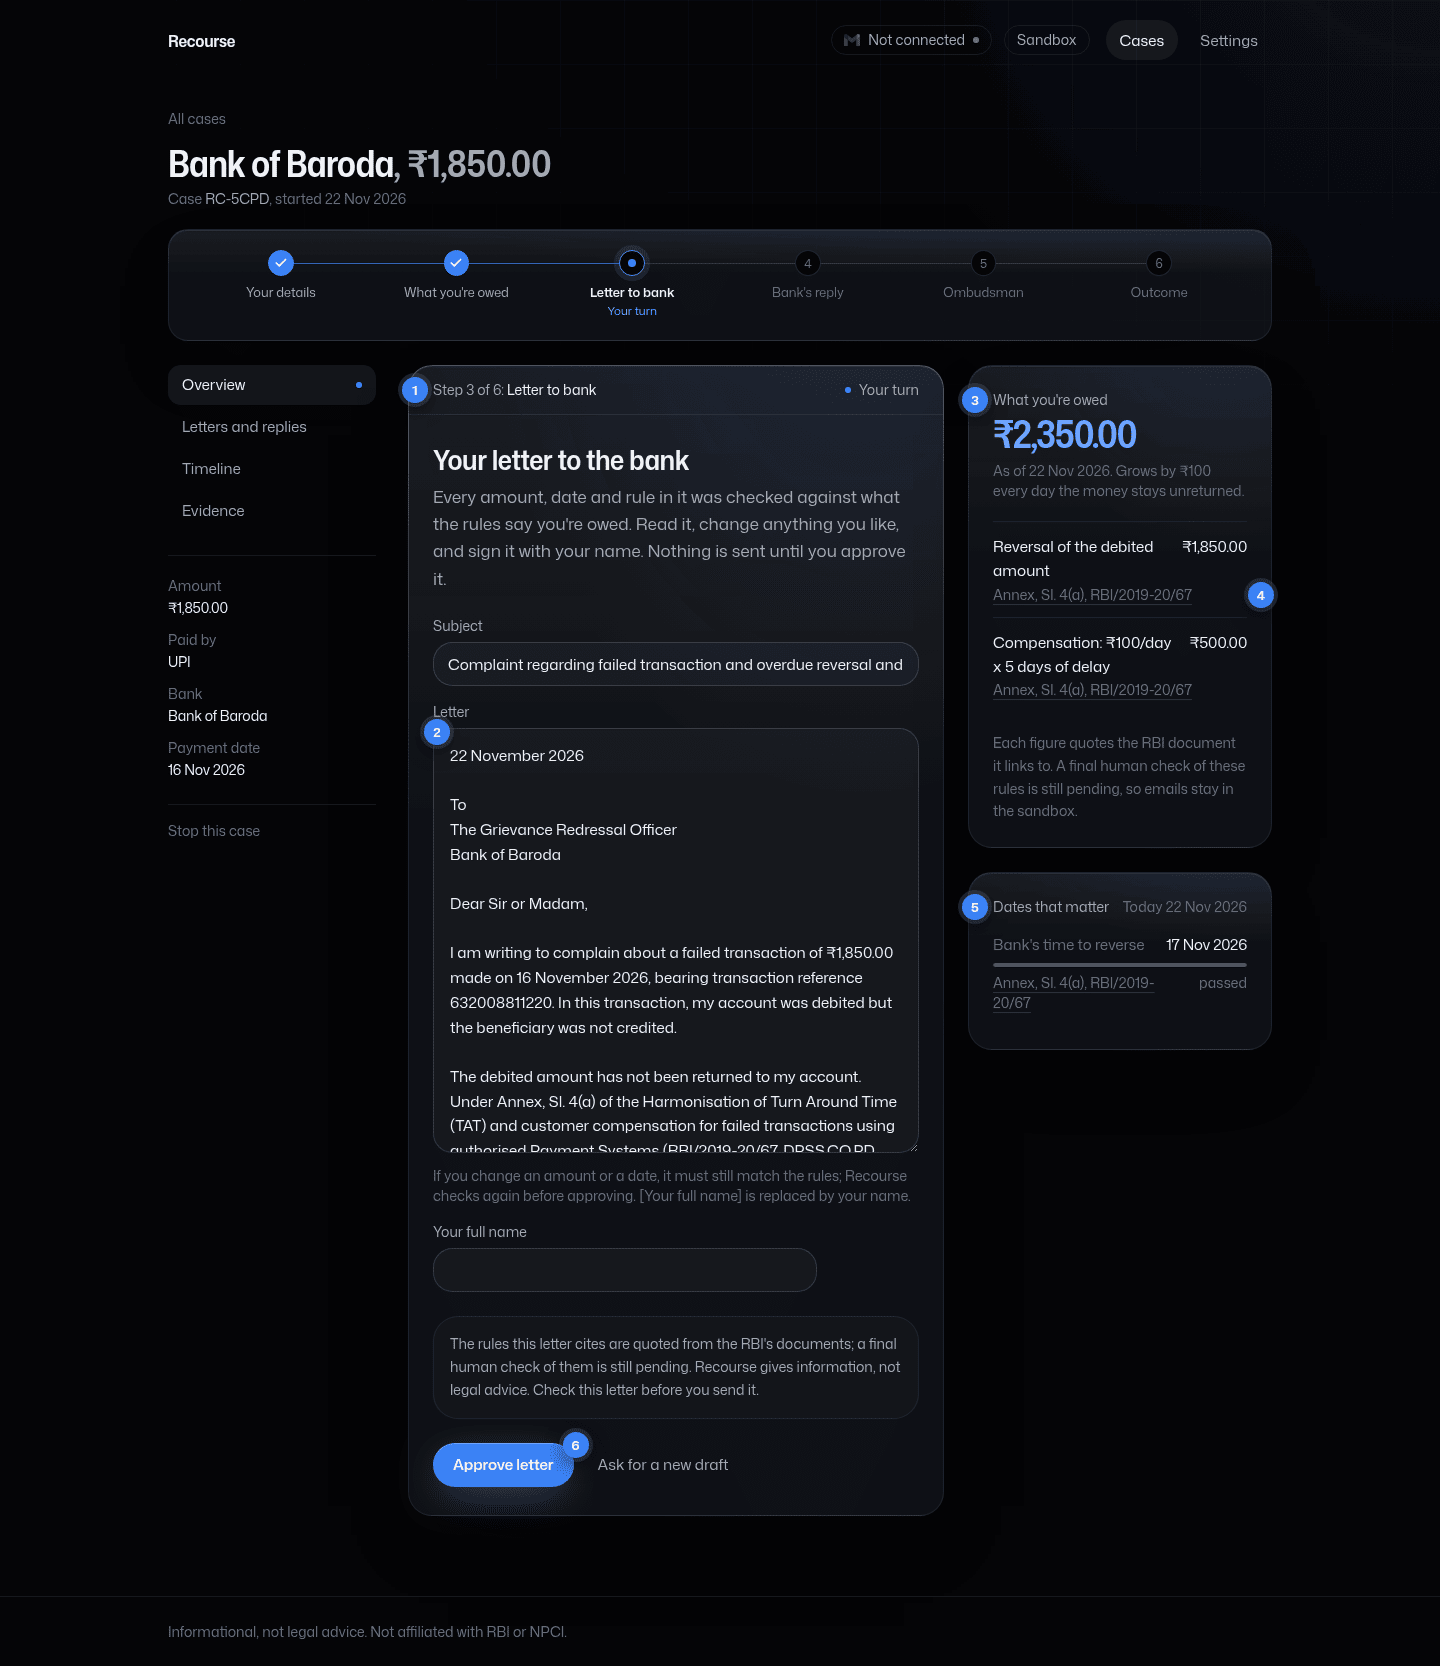 Recourse
Not connected
Sandbox
Cases
Settings
All cases
Bank of Baroda, ₹1,850.00
Case RC-5CPD, started 22 Nov 2026
4
5
6
Your details
What you're owed
Letter to bank
Bank's reply
Ombudsman
Outcome
Your turn
Overview
Letters and replies
Timeline
Evidence
Amount
₹1,850.00
Paid by
UPI
Bank
Bank of Baroda
Payment date
16 Nov 2026
Stop this case
1
Step 3 of 6: Letter to bank
Your turn
Your letter to the bank
Every amount, date and rule in it was checked against what
the rules say you're owed. Read it, change anything you like,
and sign it with your name. Nothing is sent until you approve
it.
Subject
Complaint regarding failed transaction and overdue reversal and
Letter
2
22 November 2026
To
The Grievance Redressal Officer
Bank of Baroda
Dear Sir or Madam,
I am writing to complain about a failed transaction of ₹1,850.00
made on 16 November 2026, bearing transaction reference
632008811220. In this transaction, my account was debited but
the beneficiary was not credited.
The debited amount has not been returned to my account.
Under Annex, Sl. 4(a) of the Harmonisation of Turn Around Time
(TAT) and customer compensation for failed transactions using
authorised Payment Systems (RBI/2019-20/67, DPSS.CO.PD
If you change an amount or a date, it must still match the rules; Recourse
checks again before approving. [Your full name] is replaced by your name.
Your full name
The rules this letter cites are quoted from the RBI's documents; a final
human check of them is still pending. Recourse gives information, not
legal advice. Check this letter before you send it.
Approve letter
6
Ask for a new draft
3
What you're owed
₹2,350.00
As of 22 Nov 2026. Grows by ₹100
every day the money stays unreturned.
Reversal of the debited
amount
₹1,850.00
Annex, Sl. 4(a), RBI/2019-20/67
4
Compensation: ₹100/day
x 5 days of delay
₹500.00
Annex, Sl. 4(a), RBI/2019-20/67
Each figure quotes the RBI document
it links to. A final human check of these
rules is still pending, so emails stay in
the sandbox.
5
Dates that matter
Today 22 Nov 2026
Bank's time to reverse
17 Nov 2026
Annex, Sl. 4(a), RBI/2019-
20/67
passed
Informational, not legal advice. Not affiliated with RBI or NPCI.